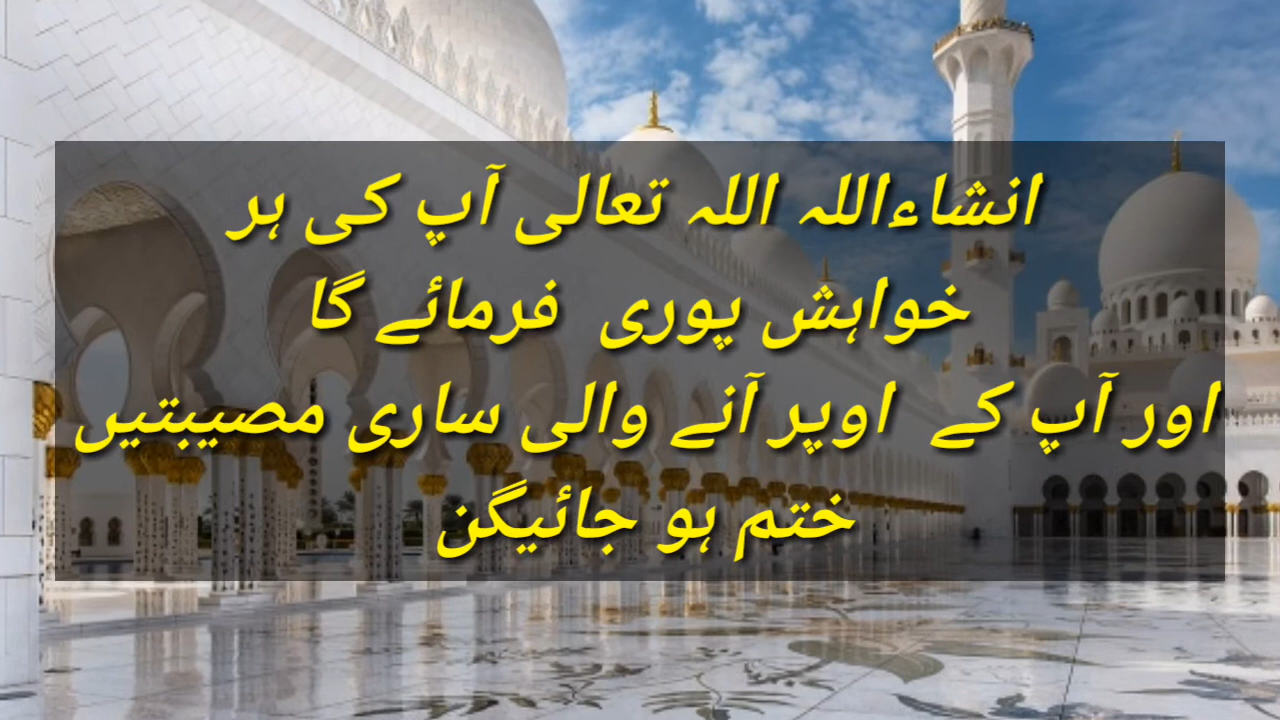 انشاءاللہ اللہ تعالی آپ کی ہر
خواہش پوری فرمائے گا
اور آپ کے اوپر آنے والی ساری مصیبتیں
ختم ہو جائیگن